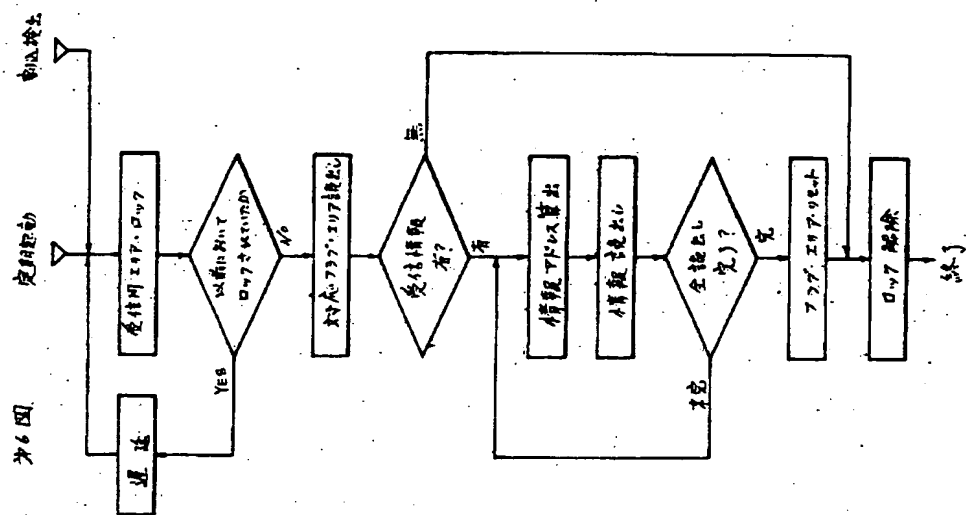 第6図
定期起動
割込検出
受信用エリア・ロック
以前において
ロックされていたか
YES
No
遅延
対応フラグ・エリア読出し
受信情報
有?
無
有
情報アドレス算出
情報読出し
全読出し
完了?
未完
完
フラグ・エリア・リセット
ロック解除
終了